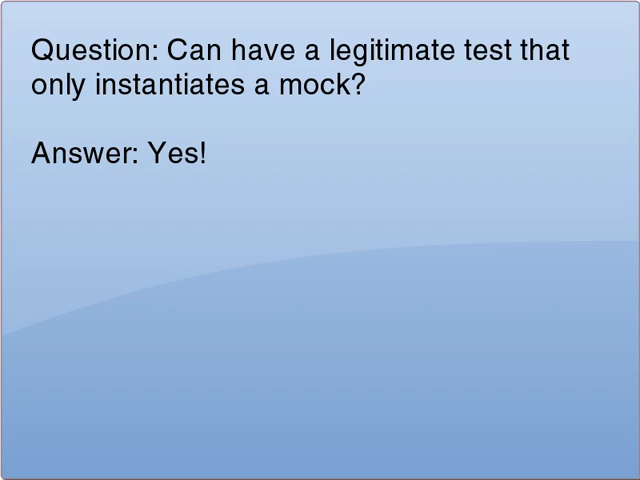 Question: Can have a legitimate test that
only instantiates a mock?
Answer: Yes!